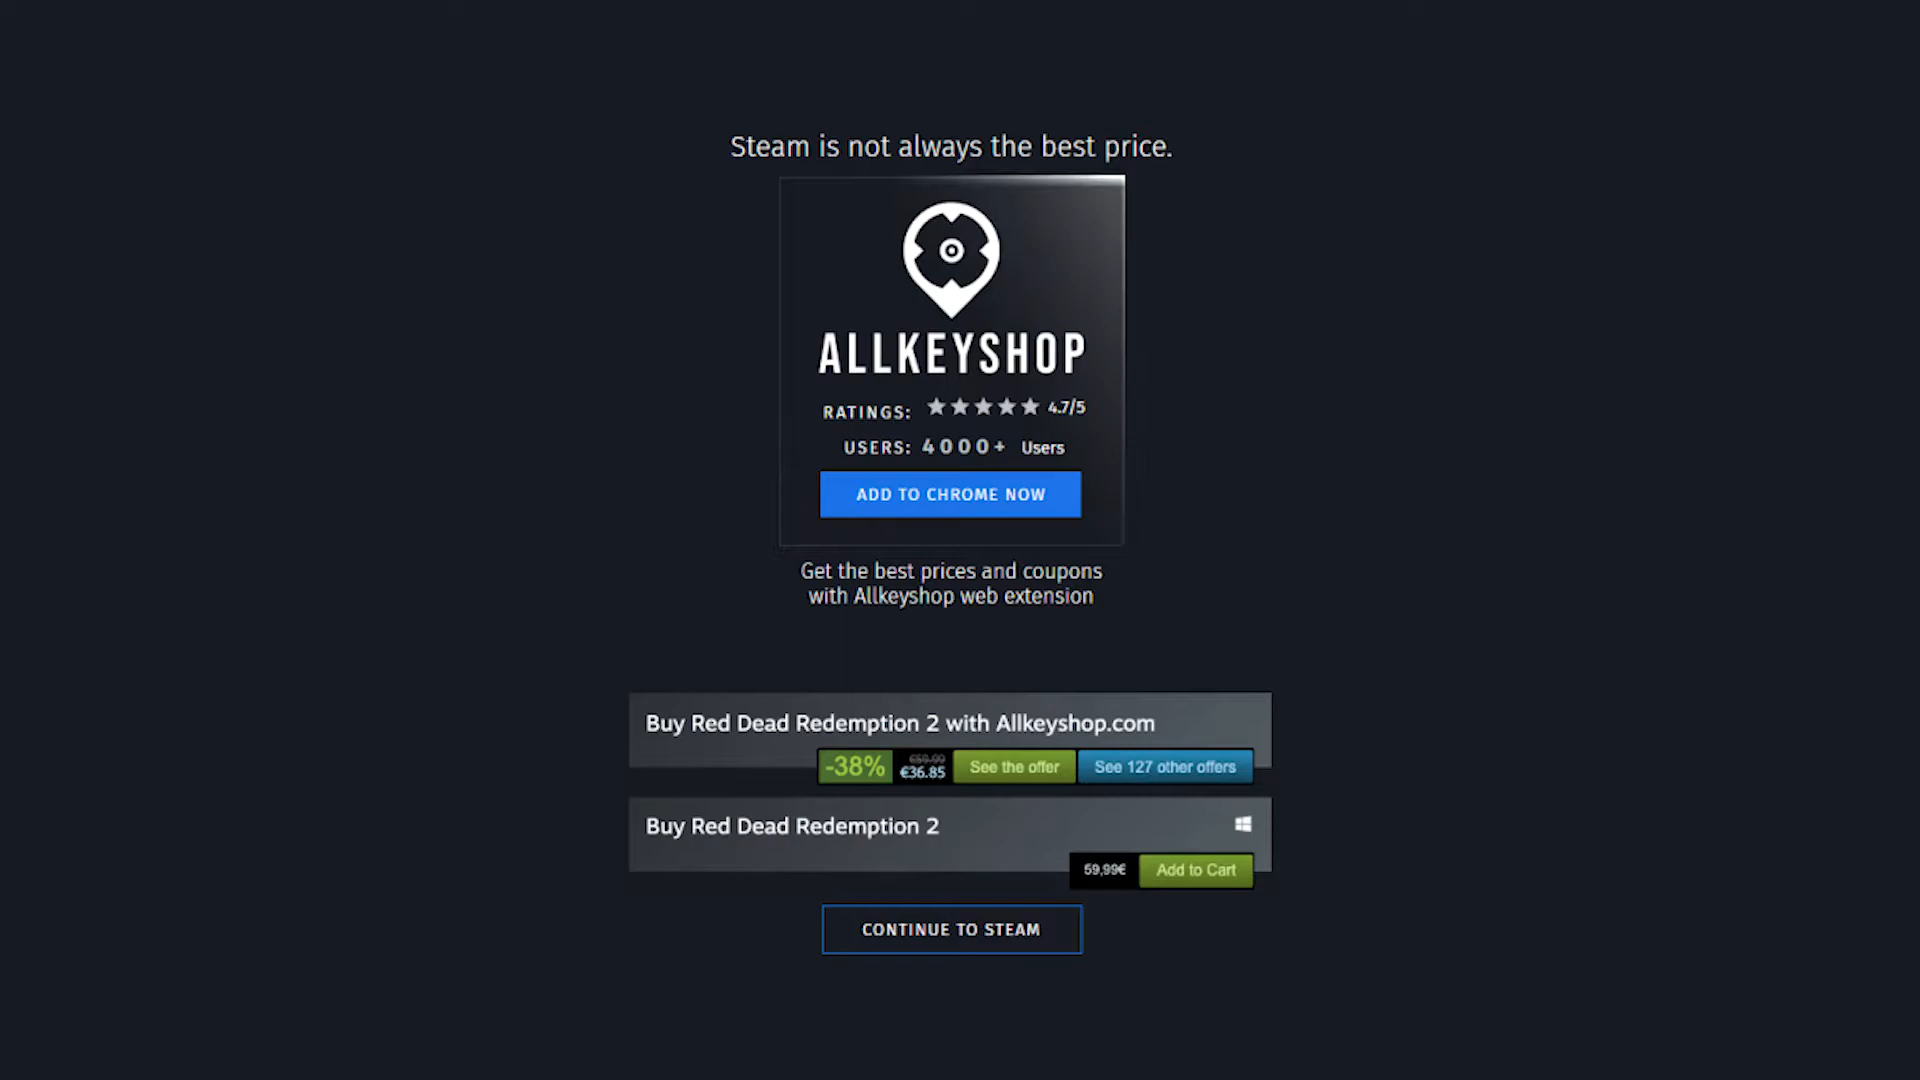 Steam is not always the best price.
ALLKEYSHOP
RATINGS: 4.7/5
USERS: 4000+ Users
ADD TO CHROME NOW
Get the best prices and coupons
with Allkeyshop web extension
Buy Red Dead Redemption 2 with Allkeyshop.com
-38% €59.99 €36.85 See the offer See 127 other offers
Buy Red Dead Redemption 2
59,99€ Add to Cart
CONTINUE TO STEAM